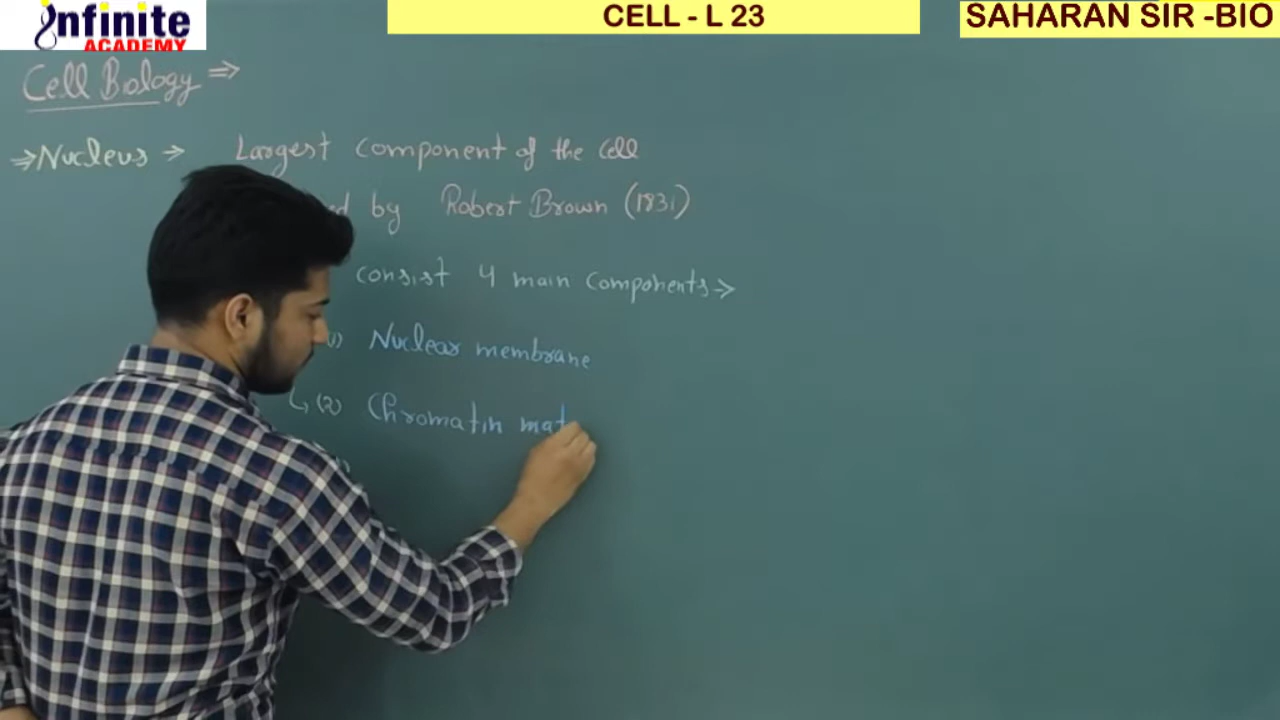 infinite
ACADEMY
CELL - L 23
SAHARAN SIR -BIO
Cell Biology ⇒
⇒ Nucleus → Largest component of the cell
by Robert Brown (1831)
consist 4 main components →
Nuclear membrane
(2) Chromatin mat